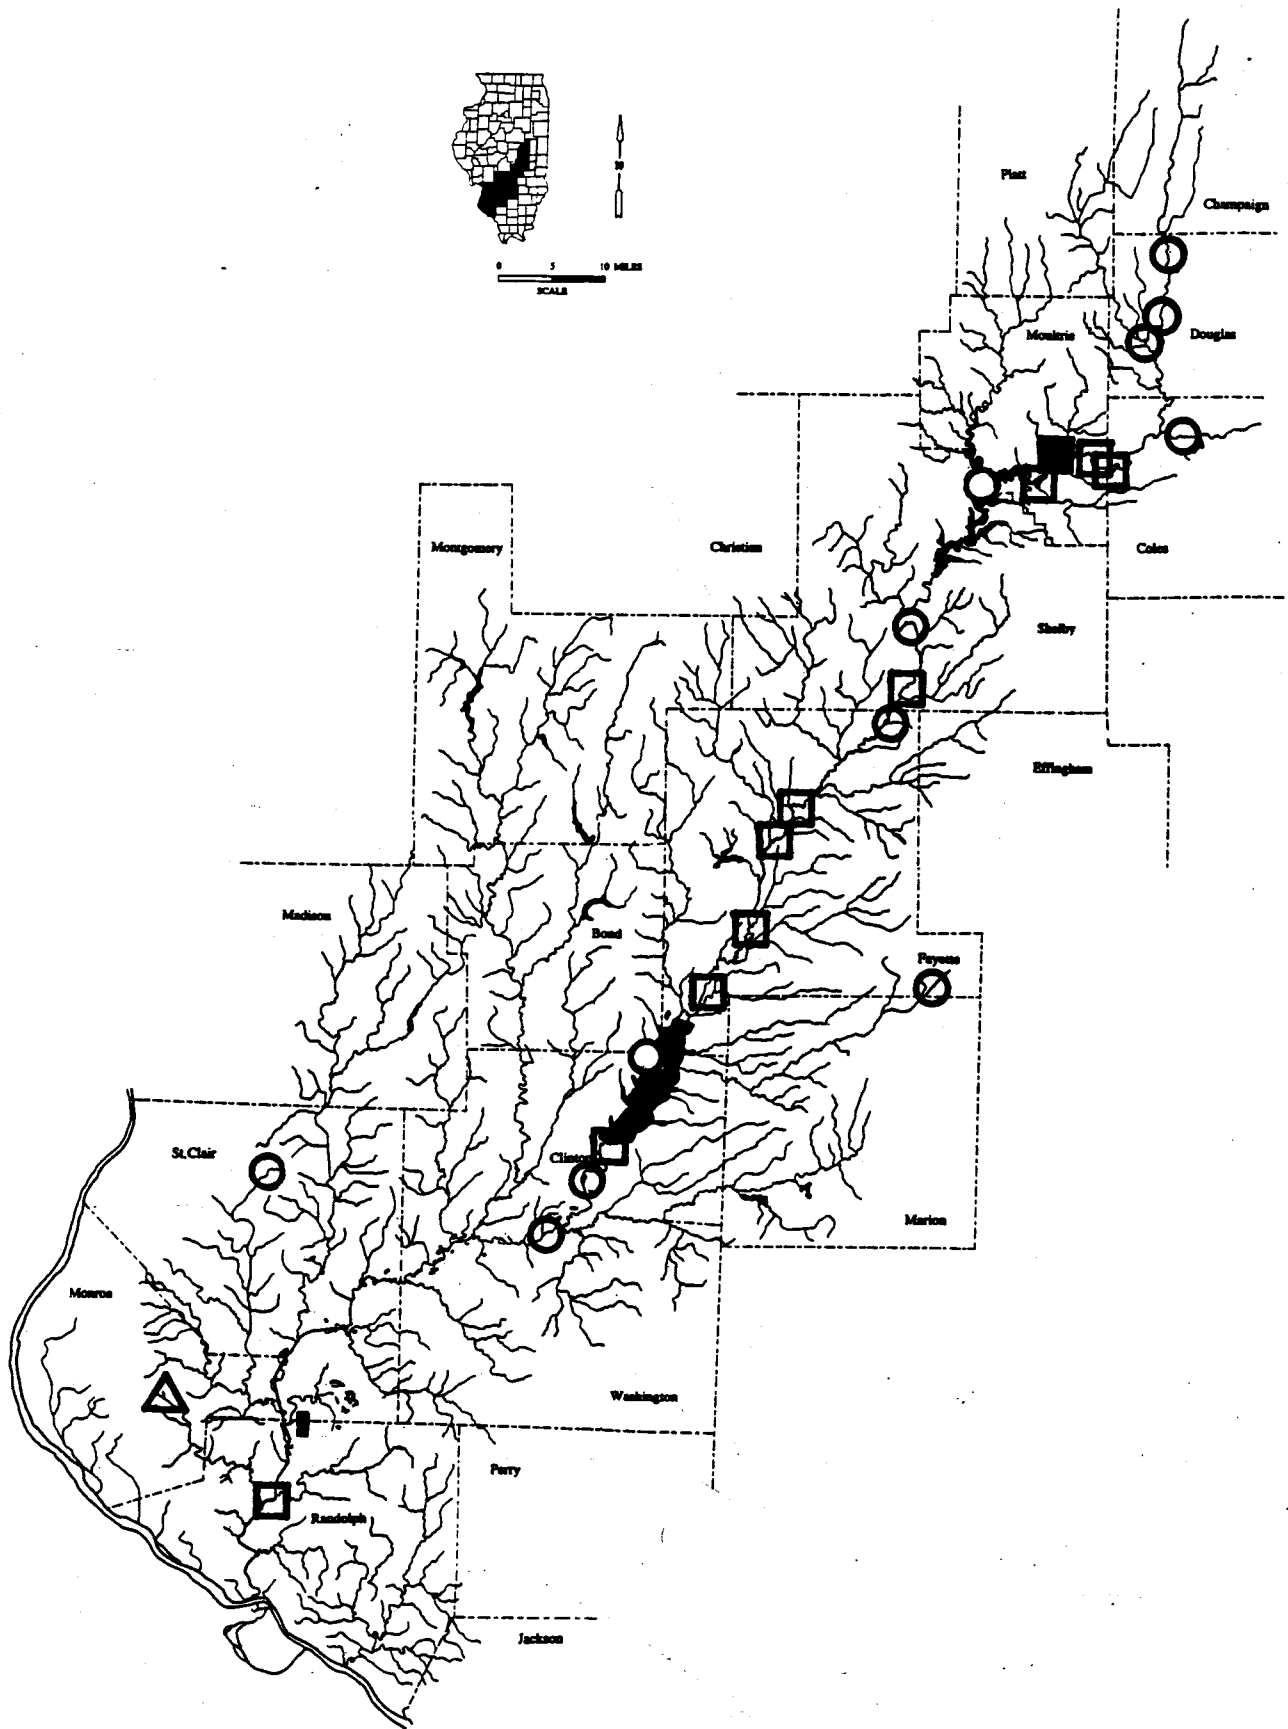 Piatt
Champaign
0 5 10 MILES
SCALE
Moultrie
Douglas
Montgomery
Christian
Coles
Shelby
Effingham
Madison
Bond
Fayette
St. Clair
Clinton
Marion
Monroe
Washington
Perry
Randolph
Jackson